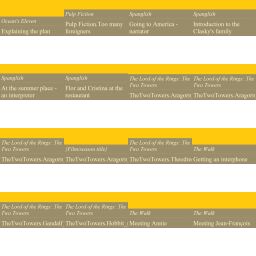 Ocean's Eleven
Explaining the plan
Pulp Fiction
Pulp Fiction.Too many
foreigners
Spanglish
Going to America -
narrator
Spanglish
Introduction to the
Clasky's family
Spanglish
At the summer place -
an interpreter
Spanglish
Flor and Cristina at the
restaurant
The Lord of the Rings: The
Two Towers
TheTwoTowers.Aragorn
The Lord of the Rings: The
Two Towers
TheTwoTowers.Aragorn
The Lord of the Rings: The
Two Towers
TheTwoTowers.Aragorn
[Film/season title]
TheTwoTowers.Aragorn
The Lord of the Rings: The
Two Towers
TheTwoTowers.Theoden
The Walk
Getting an interphone
The Lord of the Rings: The
Two Towers
TheTwoTowers.Gandalf
The Lord of the Rings: The
Two Towers
TheTwoTowers.Hobbit
The Walk
Meeting Annie
The Walk
Meeting Jean-François